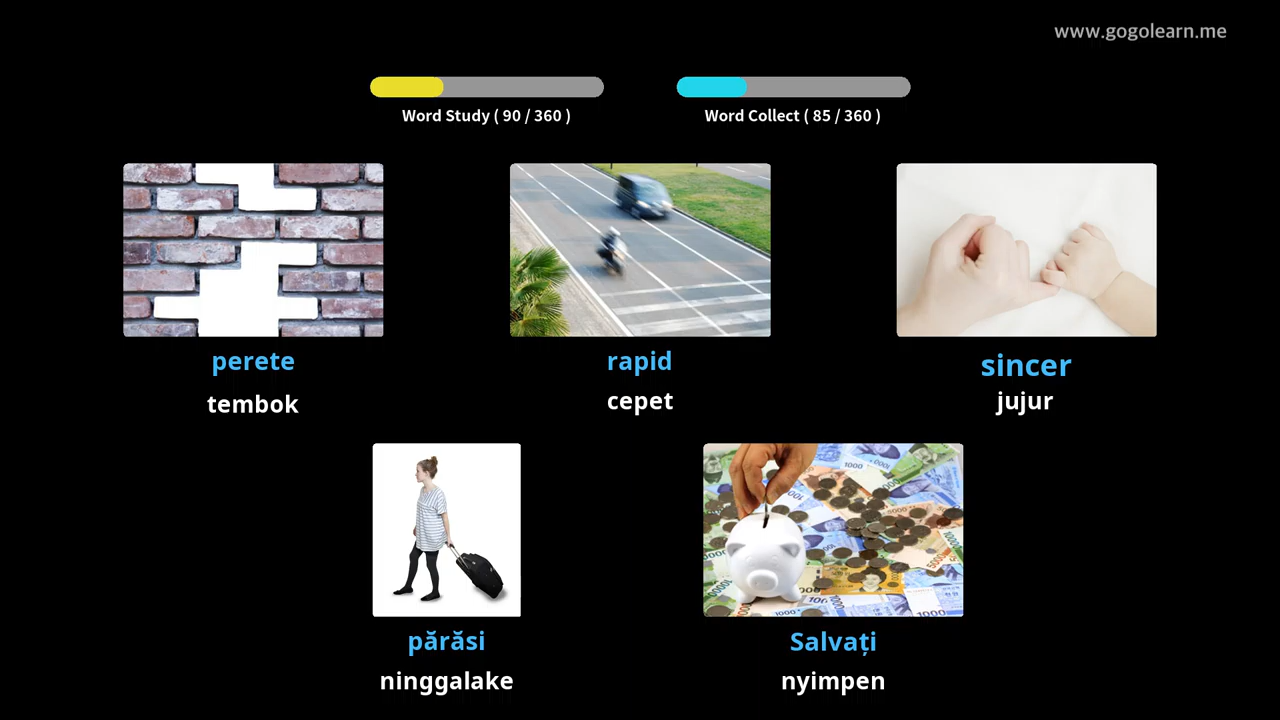 www.gogolearn.me
Word Study ( 90 / 360 )
Word Collect ( 85 / 360 )
perete
tembok
rapid
cepet
sincer
jujur
părăsi
ninggalake
Salvați
nyimpen